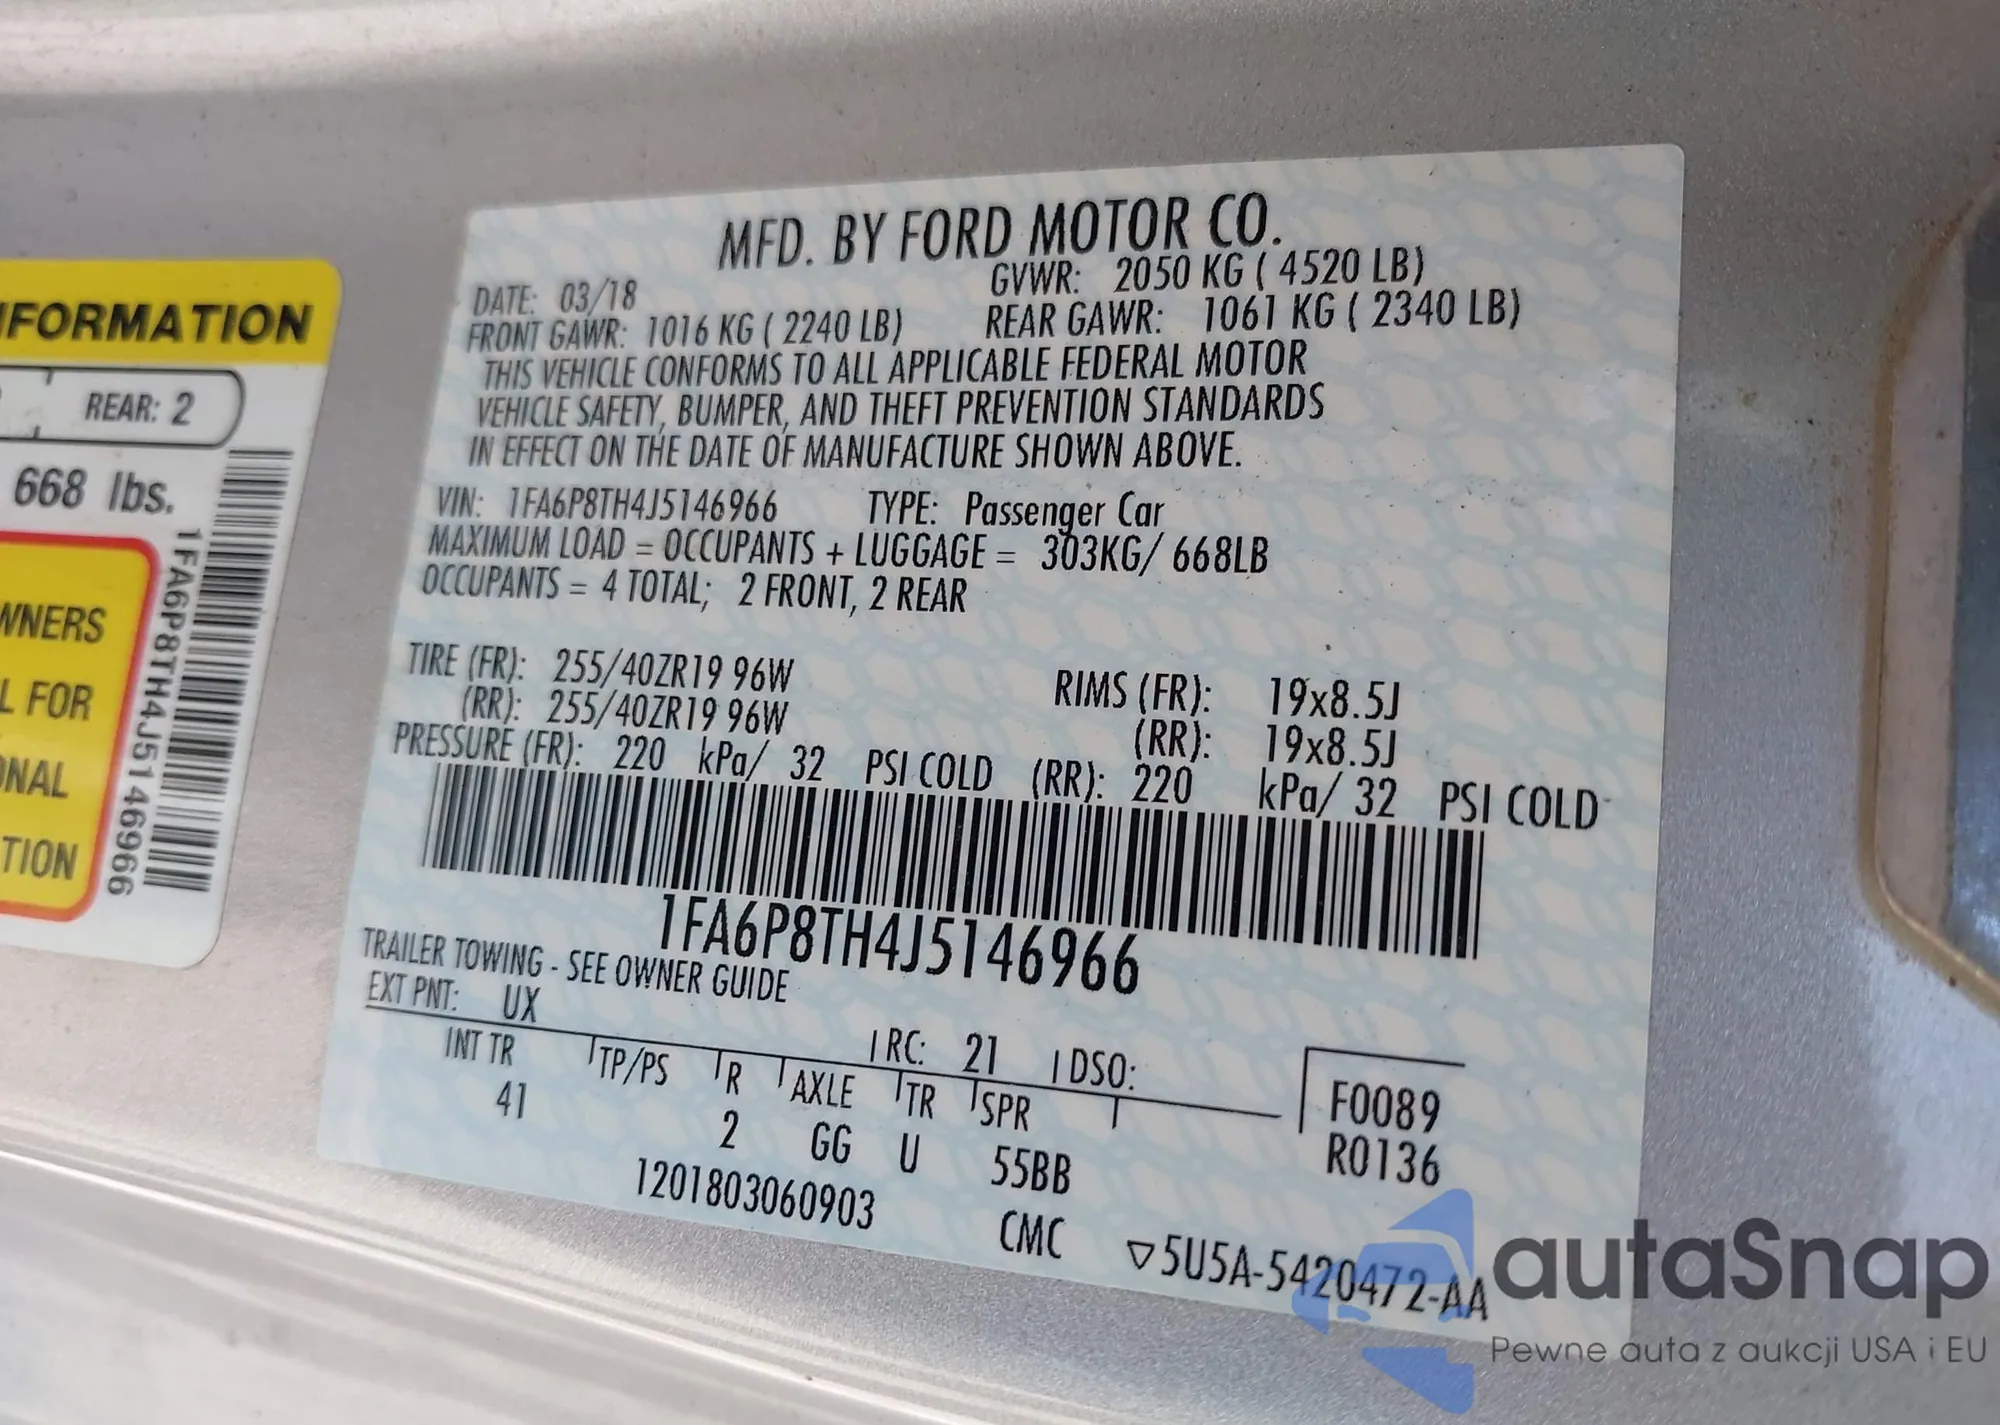 NFORMATION
REAR: 2
668 lbs.
WNERS
L FOR
ONAL
TION
1FA6P8TH4J5146966
MFD. BY FORD MOTOR CO.
DATE: 03/18
GVWR: 2050 KG ( 4520 LB)
FRONT GAWR: 1016 KG ( 2240 LB)
REAR GAWR: 1061 KG ( 2340 LB)
THIS VEHICLE CONFORMS TO ALL APPLICABLE FEDERAL MOTOR
VEHICLE SAFETY, BUMPER, AND THEFT PREVENTION STANDARDS
IN EFFECT ON THE DATE OF MANUFACTURE SHOWN ABOVE.
VIN: 1FA6P8TH4J5146966 TYPE: Passenger Car
MAXIMUM LOAD = OCCUPANTS + LUGGAGE = 303KG/ 668LB
OCCUPANTS = 4 TOTAL; 2 FRONT, 2 REAR
TIRE (FR): 255/40ZR19 96W RIMS (FR): 19x8.5J
(RR): 255/40ZR19 96W (RR): 19x8.5J
PRESSURE (FR): 220 kPa/ 32 PSI COLD (RR): 220 kPa/ 32 PSI COLD
1FA6P8TH4J5146966
TRAILER TOWING - SEE OWNER GUIDE
EXT PNT: UX RC: 21 DSO:
INT TR TP/PS R AXLE TR SPR
41 2 GG U 55BB
F0089
R0136
1201803060903 CMC ▽5U5A-5420472-AA
autaSnap
Pewne auta z aukcji USA i EU